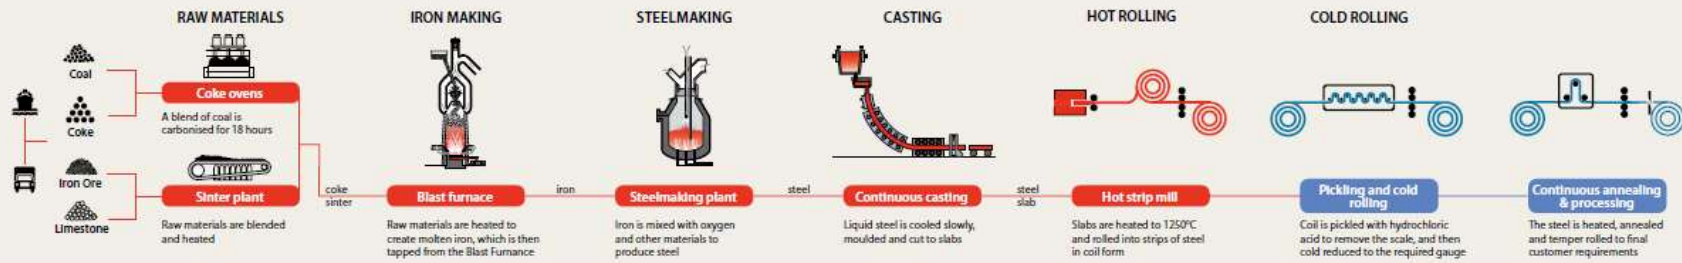 RAW MATERIALS
IRON MAKING
STEELMAKING
CASTING
HOT ROLLING
COLD ROLLING
Coal
Coke
Iron Ore
Limestone
Coke ovens
A blend of coal is
carbonised for 18 hours
Sinter plant
Raw materials are blended
and heated
coke
sinter
Blast furnace
Raw materials are heated to
create molten iron, which is then
tapped from the Blast Furnance
iron
Steelmaking plant
Iron is mixed with oxygen
and other materials to
produce steel
steel
Continuous casting
Liquid steel is cooled slowly,
moulded and cut to slabs
steel
slab
Hot strip mill
Slabs are heated to 1250°C
and rolled into strips of steel
in coil form
Pickling and cold
rolling
Coil is pickled with hydrochloric
acid to remove the scale, and then
cold reduced to the required gauge
Continuous annealing
& processing
The steel is heated, annealed
and temper rolled to final
customer requirements